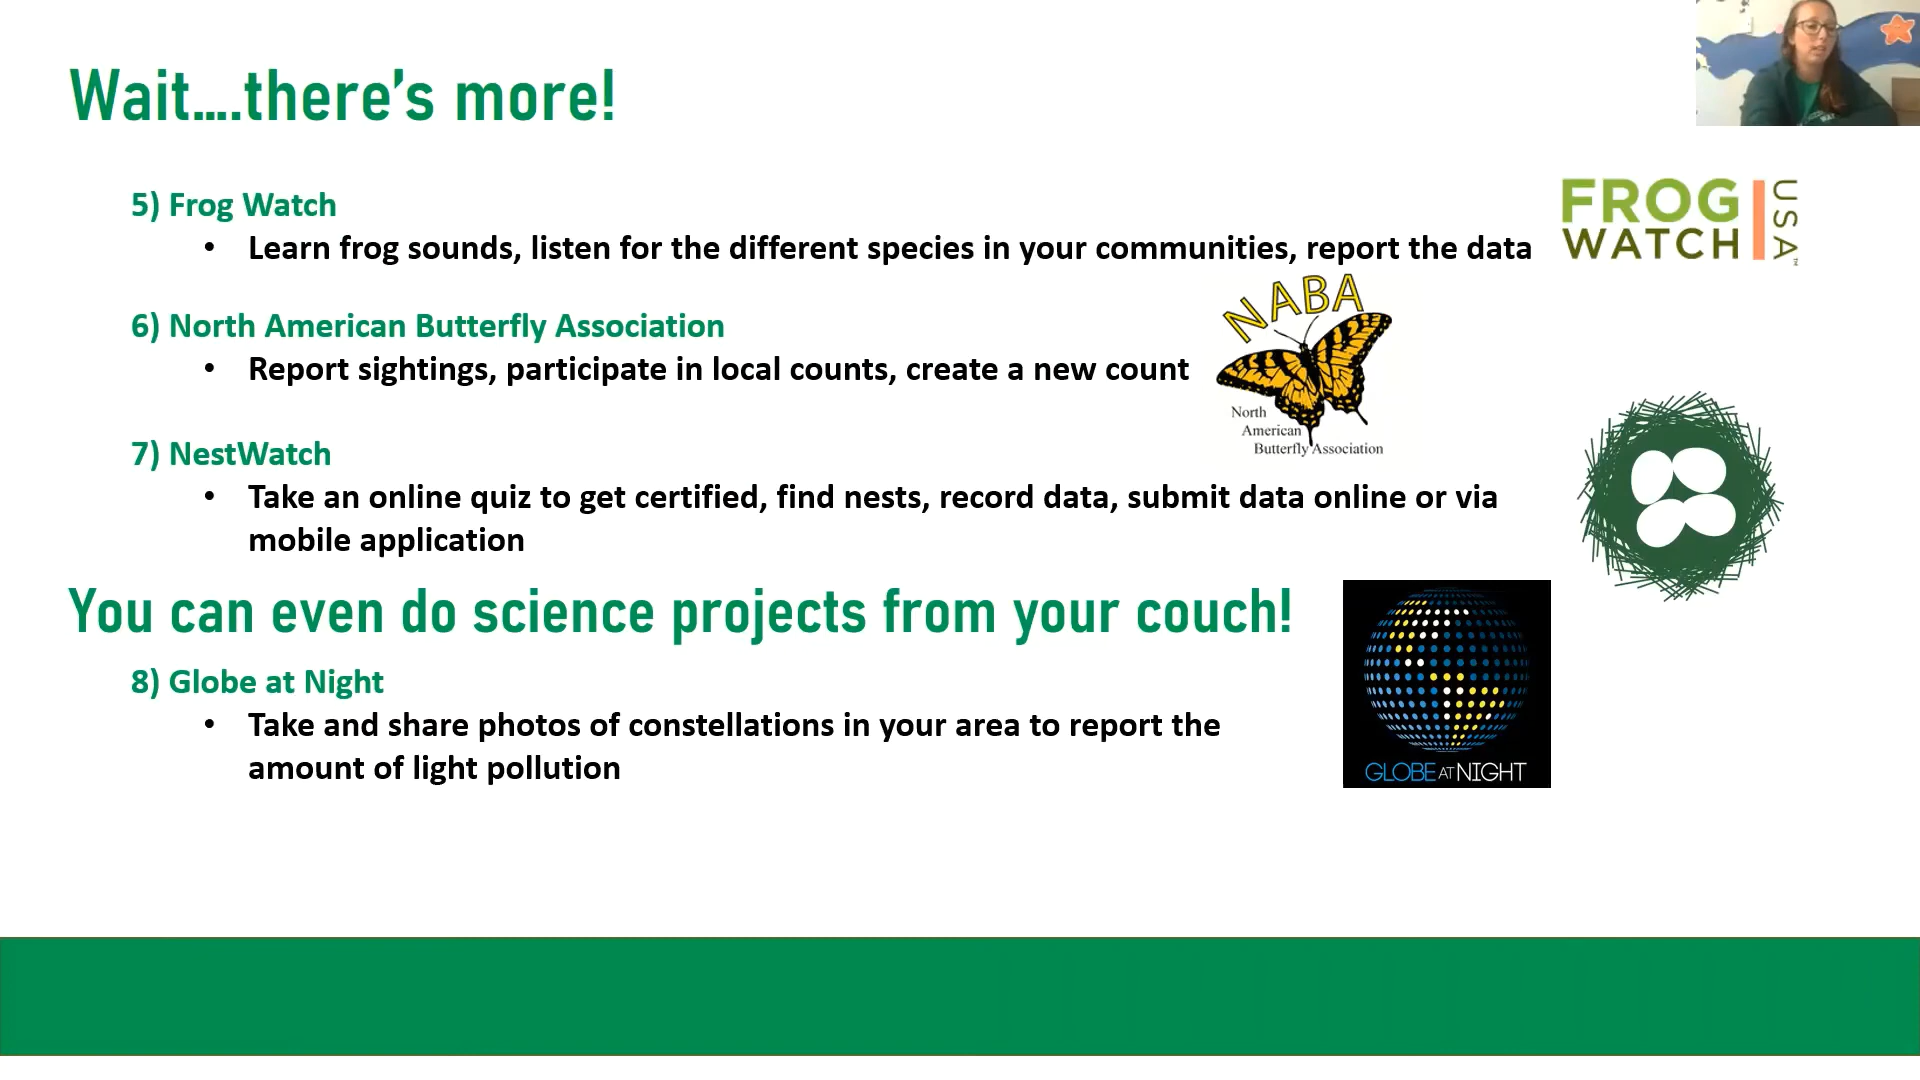 Wait....there’s more!
5) Frog Watch
• Learn frog sounds, listen for the different species in your communities, report the data
FROG
WATCH
USA™
6) North American Butterfly Association
• Report sightings, participate in local counts, create a new count
NABA
North
American
Butterfly Association
7) NestWatch
• Take an online quiz to get certified, find nests, record data, submit data online or via
mobile application
You can even do science projects from your couch!
8) Globe at Night
• Take and share photos of constellations in your area to report the
amount of light pollution
GLOBE AT NIGHT